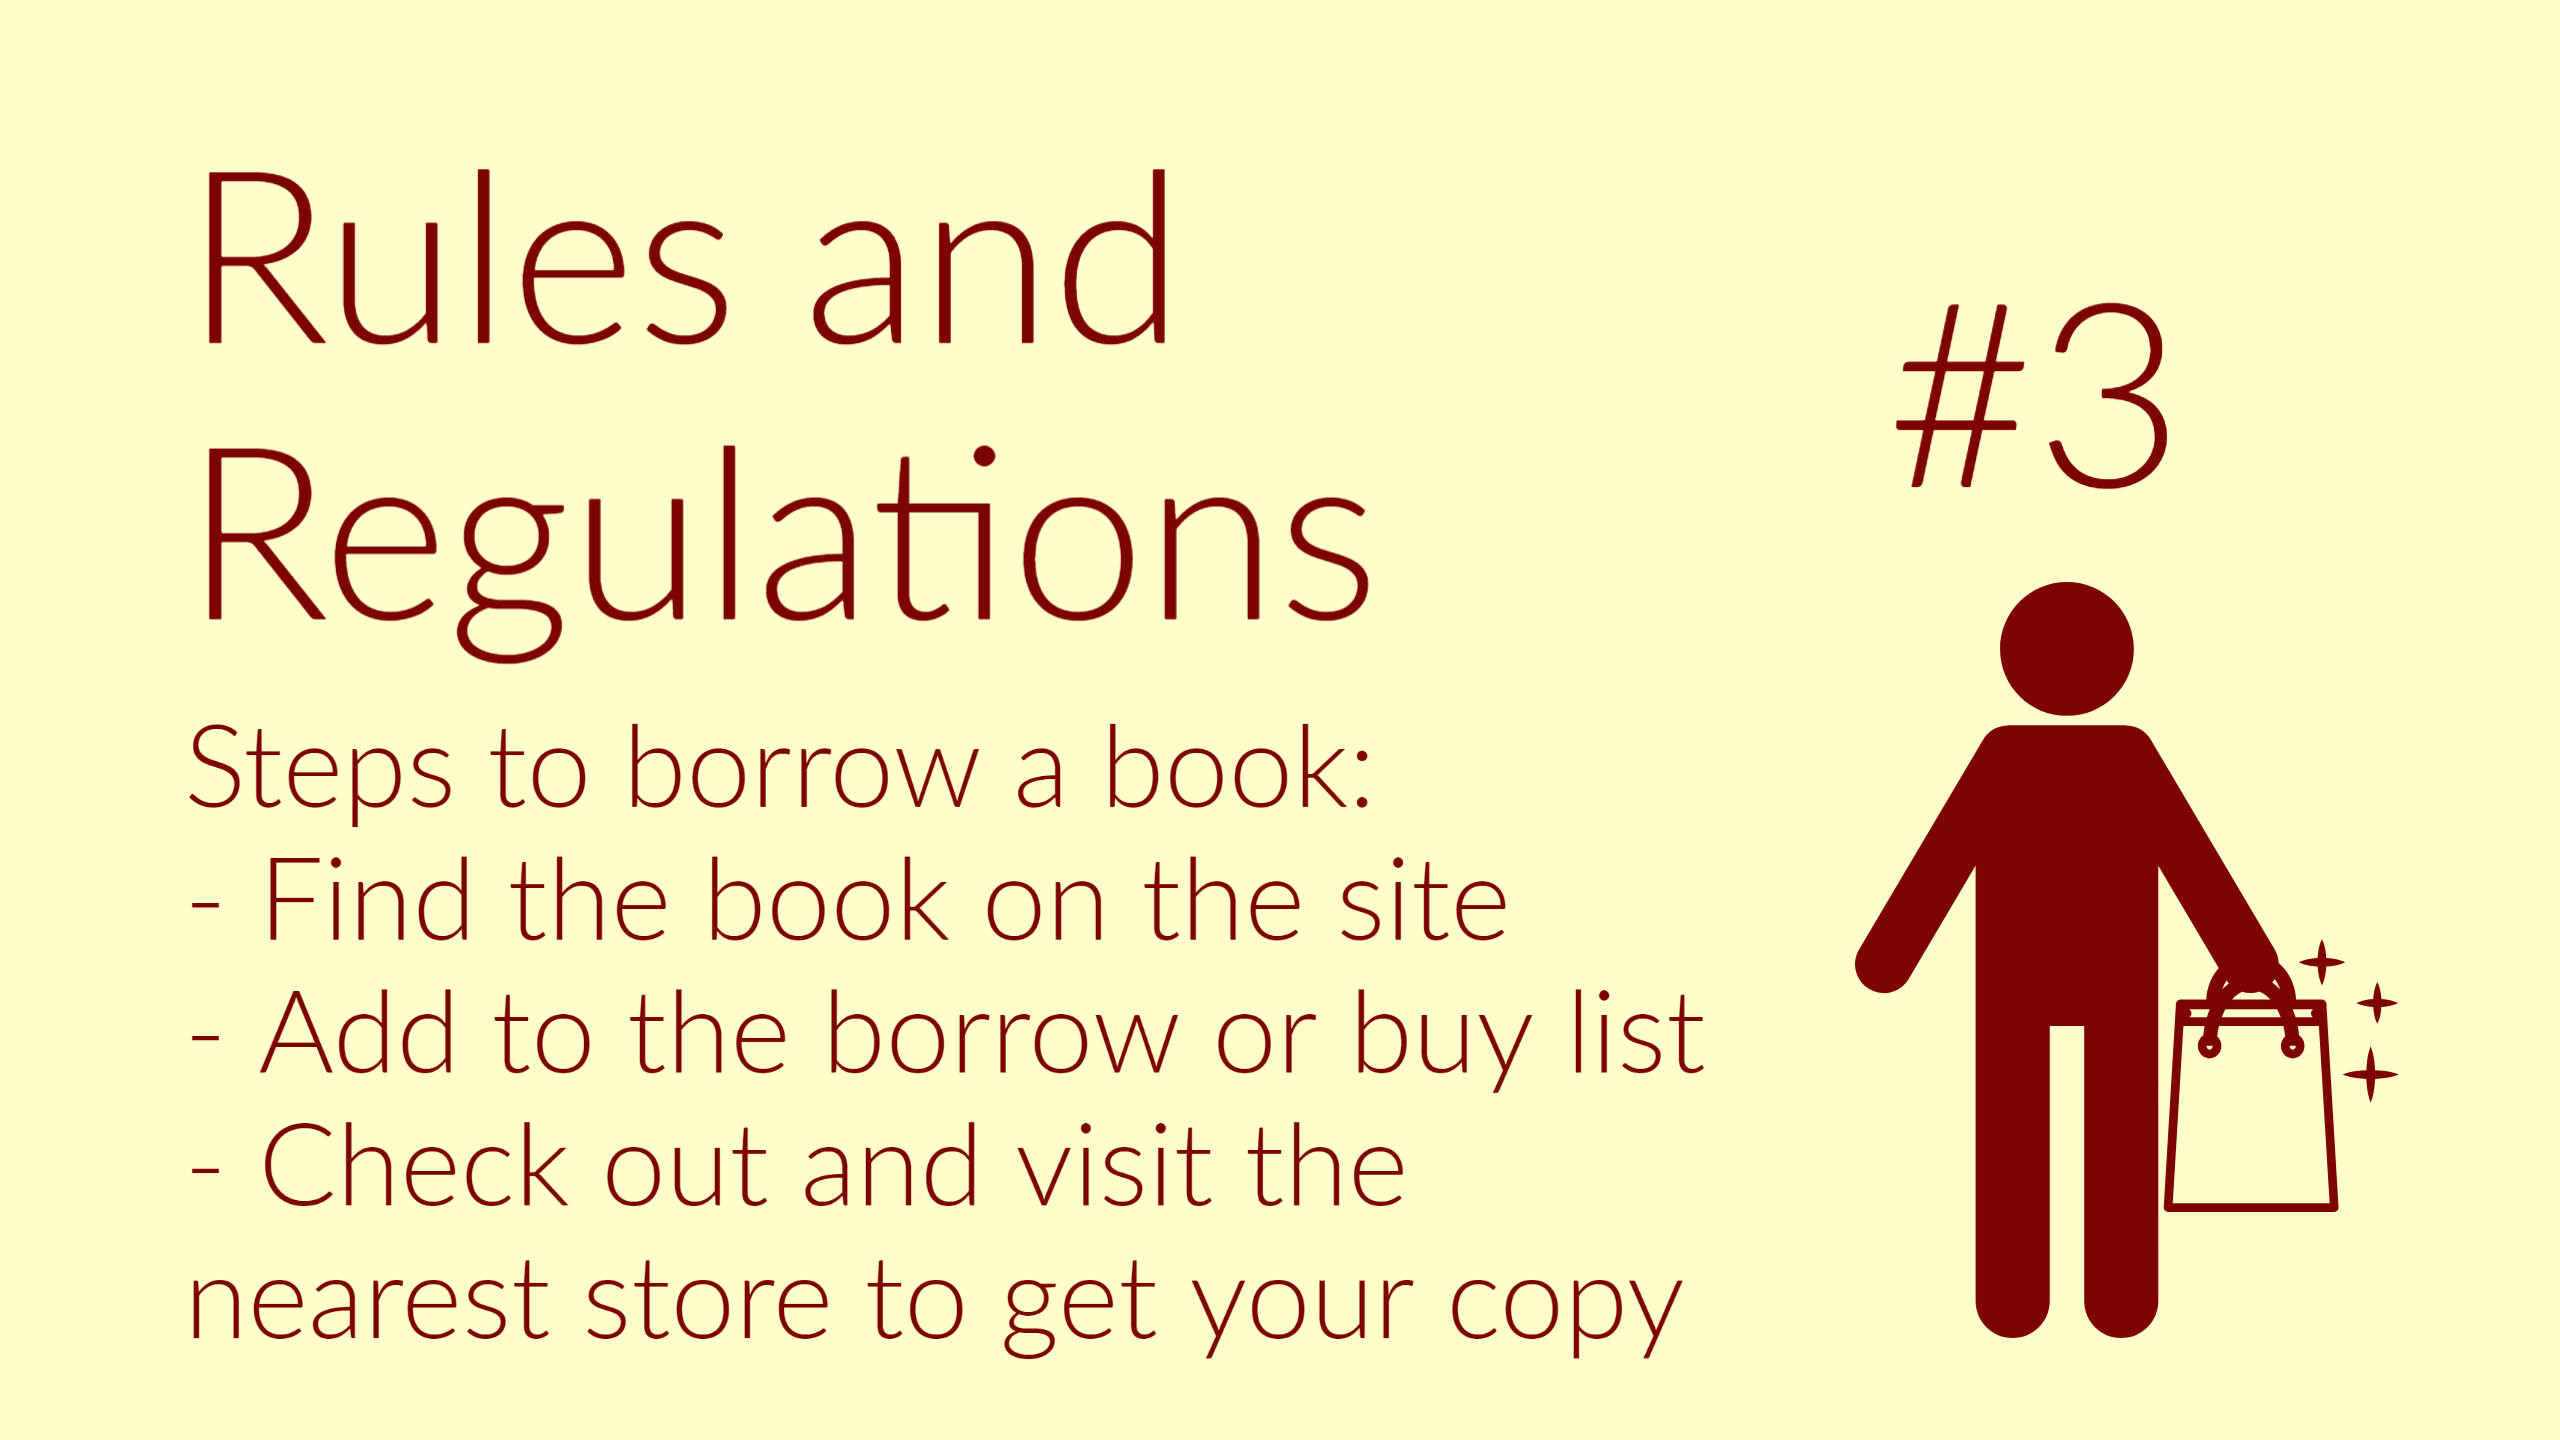 Rules and
Regulations
#3
Steps to borrow a book:
- Find the book on the site
- Add to the borrow or buy list
- Check out and visit the
nearest store to get your copy